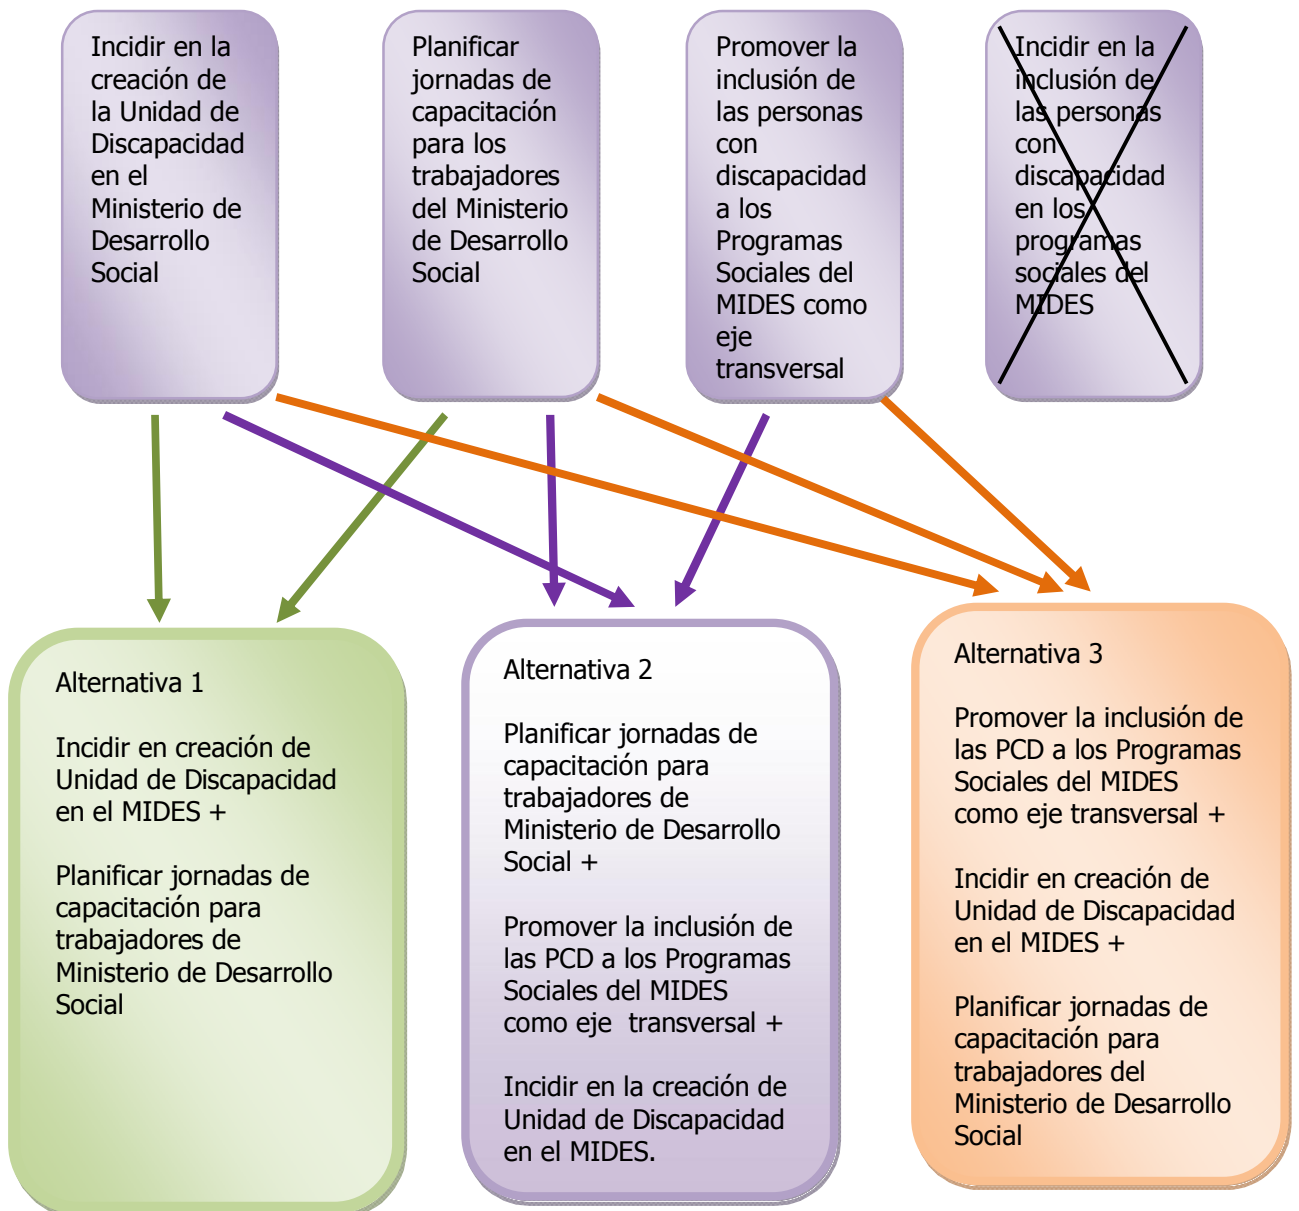 Incidir en la
creación de
la Unidad de
Discapacidad
en el
Ministerio de
Desarrollo
Social
Planificar
jornadas de
capacitación
para los
trabajadores
del Ministerio
de Desarrollo
Social
Promover la
inclusión de
las personas
con
discapacidad
a los
Programas
Sociales del
MIDES como
eje
transversal
Incidir en la
inclusión de
las personas
con
discapacidad
en los
programas
sociales del
MIDES
Alternativa 1
Incidir en creación de
Unidad de Discapacidad
en el MIDES +
Planificar jornadas de
capacitación para
trabajadores de
Ministerio de Desarrollo
Social
Alternativa 2
Planificar jornadas de
capacitación para
trabajadores de
Ministerio de Desarrollo
Social +
Promover la inclusión de
las PCD a los Programas
Sociales del MIDES
como eje  transversal +
Incidir en la creación de
Unidad de Discapacidad
en el MIDES.
Alternativa 3
Promover la inclusión de
las PCD a los Programas
Sociales del MIDES
como eje transversal +
Incidir en creación de
Unidad de Discapacidad
en el MIDES +
Planificar jornadas de
capacitación para
trabajadores del
Ministerio de Desarrollo
Social